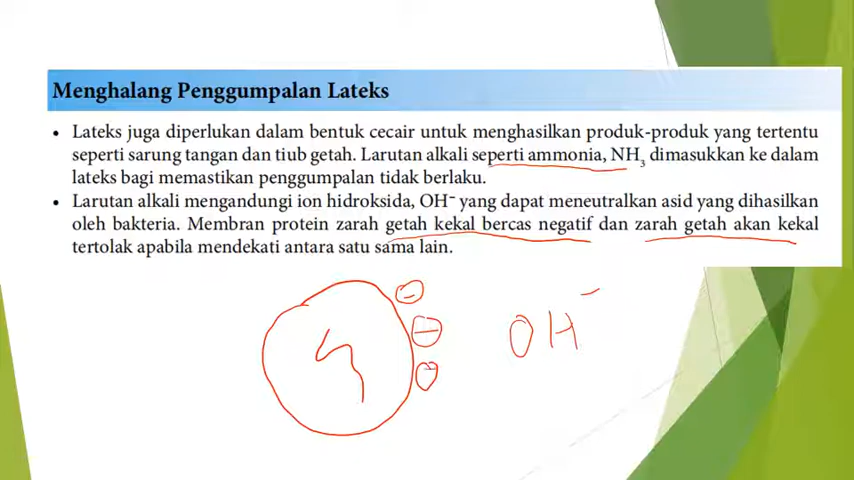 Menghalang Penggumpalan Lateks
• Lateks juga diperlukan dalam bentuk cecair untuk menghasilkan produk-produk yang tertentu
seperti sarung tangan dan tiub getah. Larutan alkali seperti ammonia, NH₃ dimasukkan ke dalam
lateks bagi memastikan penggumpalan tidak berlaku.
• Larutan alkali mengandungi ion hidroksida, OH⁻ yang dapat meneutralkan asid yang dihasilkan
oleh bakteria. Membran protein zarah getah kekal bercas negatif dan zarah getah akan kekal
tertolak apabila mendekati antara satu sama lain.
−
−
−
OH⁻